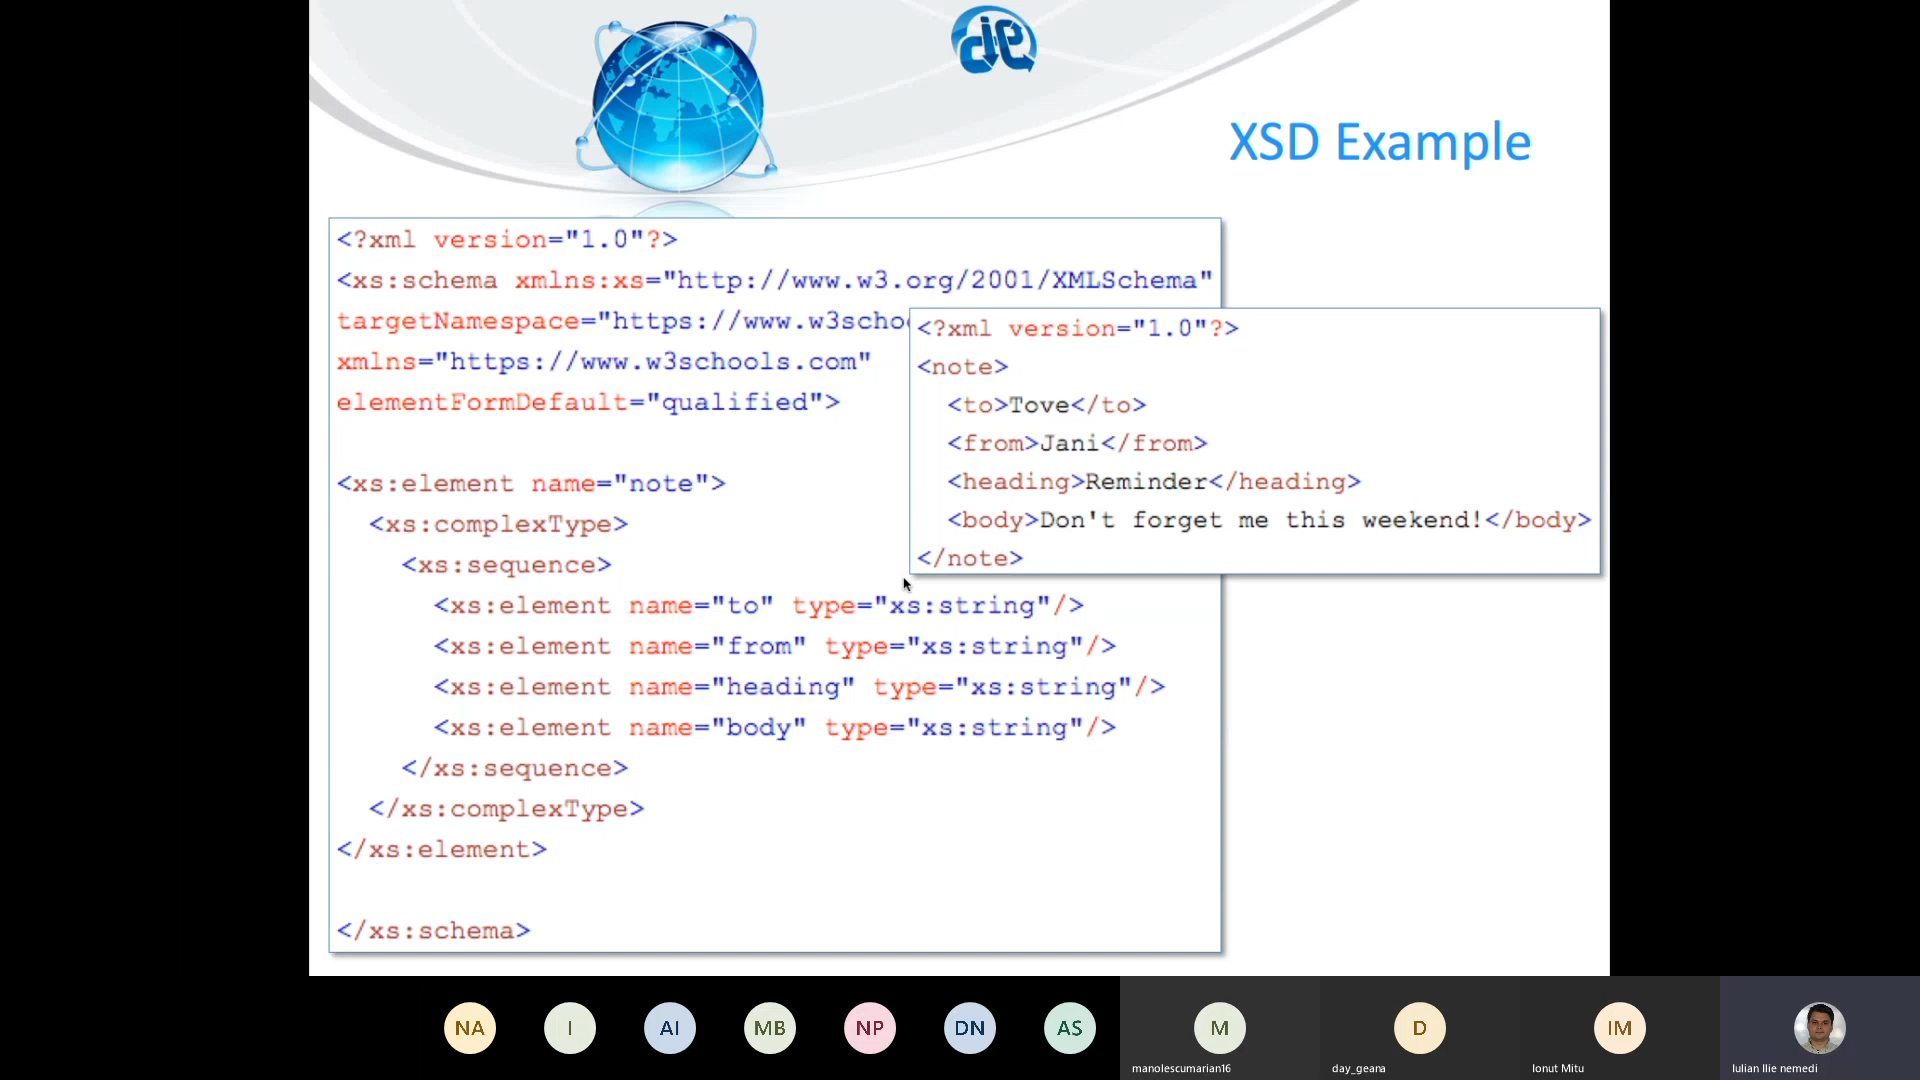 XSD Example
<?xml version="1.0"?>
<xs:schema xmlns:xs="http://www.w3.org/2001/XMLSchema"
targetNamespace="https://www.w3scho
xmlns="https://www.w3schools.com"
elementFormDefault="qualified">
<xs:element name="note">
<xs:complexType>
<xs:sequence>
<xs:element name="to" type="xs:string"/>
<xs:element name="from" type="xs:string"/>
<xs:element name="heading" type="xs:string"/>
<xs:element name="body" type="xs:string"/>
</xs:sequence>
</xs:complexType>
</xs:element>
</xs:schema>
<?xml version="1.0"?>
<note>
<to>Tove</to>
<from>Jani</from>
<heading>Reminder</heading>
<body>Don't forget me this weekend!</body>
</note>
NA
I
AI
MB
NP
DN
AS
M
manolescumarian16
D
day_geana
IM
Ionut Mitu
Iulian Ilie nemedi